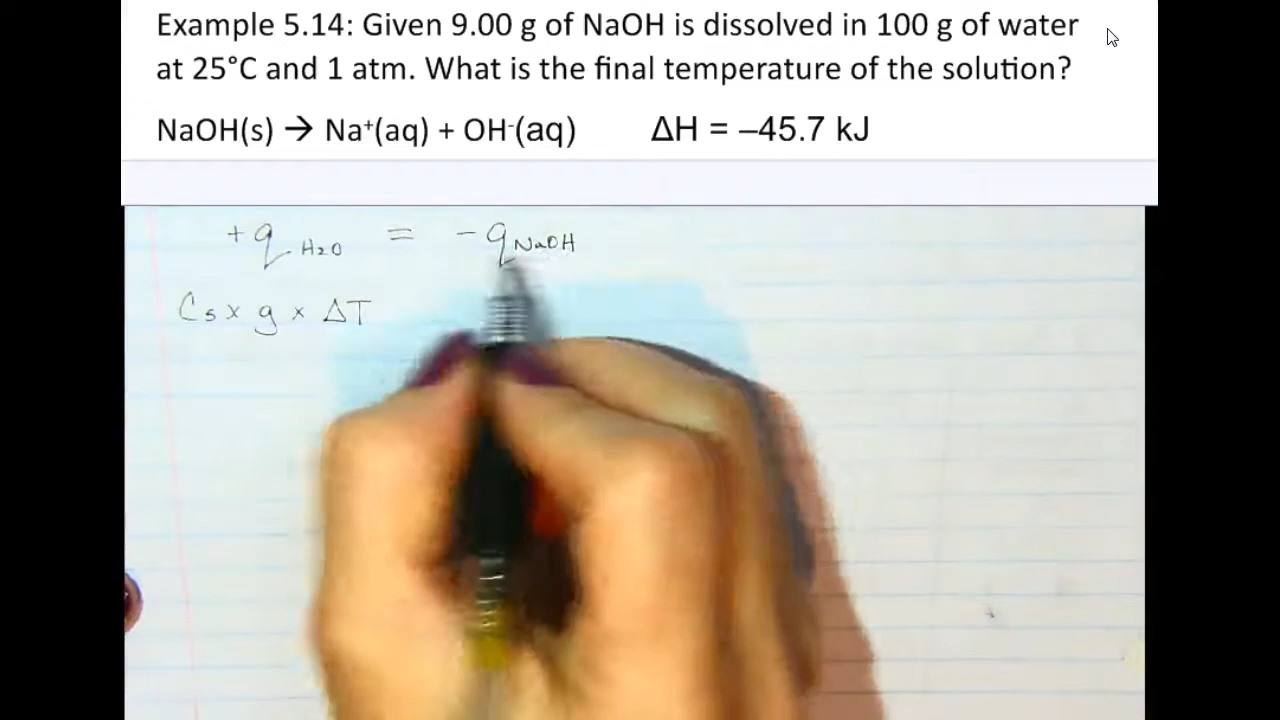 Example 5.14: Given 9.00 g of NaOH is dissolved in 100 g of water
at 25°C and 1 atm. What is the final temperature of the solution?
NaOH(s) → Na⁺(aq) + OH⁻(aq) ΔH = –45.7 kJ
+q H₂O = -q NaOH
Cs x g x ΔT